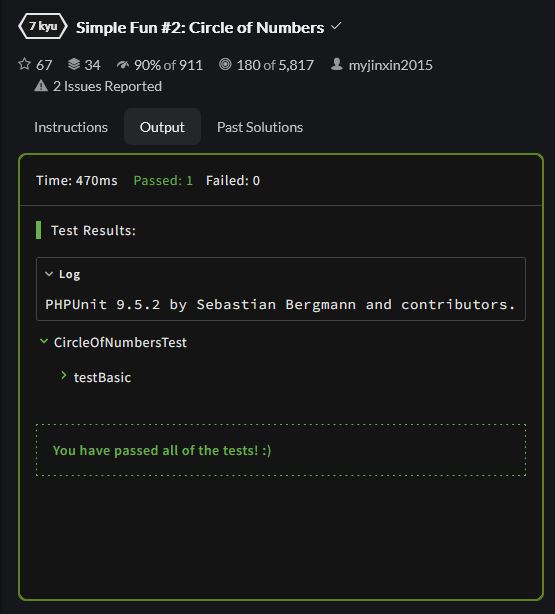 7 kyu Simple Fun #2: Circle of Numbers
67 34 90% of 911 180 of 5,817 myjinxin2015
2 Issues Reported
Instructions Output Past Solutions
Time: 470ms Passed: 1 Failed: 0
Test Results:
Log
PHPUnit 9.5.2 by Sebastian Bergmann and contributors.
CircleOfNumbersTest
testBasic
You have passed all of the tests! :)